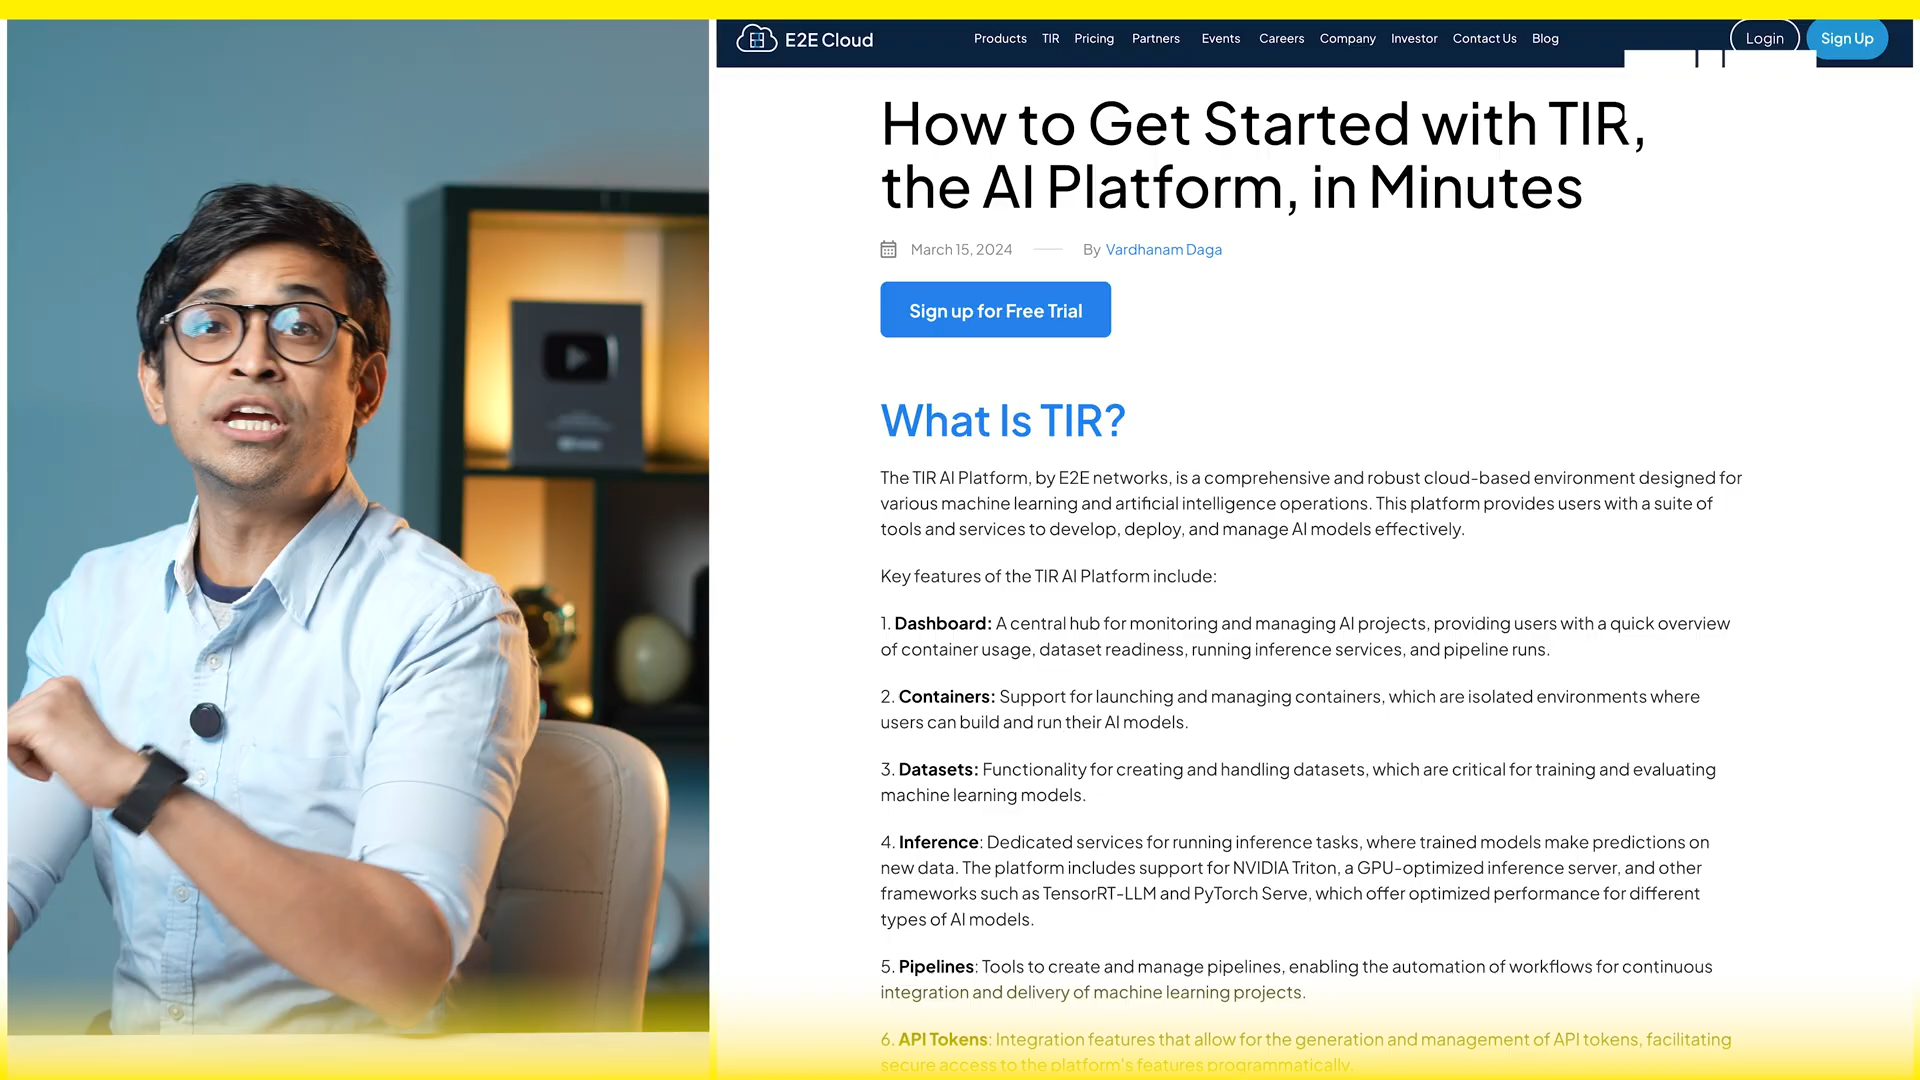 E2E Cloud
Products TIR Pricing Partners Events Careers Company Investor Contact Us Blog
Login
Sign Up
How to Get Started with TIR,
the AI Platform, in Minutes
March 15, 2024
By Vardhanam Daga
Sign up for Free Trial
What Is TIR?
The TIR AI Platform, by E2E networks, is a comprehensive and robust cloud-based environment designed for
various machine learning and artificial intelligence operations. This platform provides users with a suite of
tools and services to develop, deploy, and manage AI models effectively.
Key features of the TIR AI Platform include:
1. Dashboard: A central hub for monitoring and managing AI projects, providing users with a quick overview
of container usage, dataset readiness, running inference services, and pipeline runs.
2. Containers: Support for launching and managing containers, which are isolated environments where
users can build and run their AI models.
3. Datasets: Functionality for creating and handling datasets, which are critical for training and evaluating
machine learning models.
4. Inference: Dedicated services for running inference tasks, where trained models make predictions on
new data. The platform includes support for NVIDIA Triton, a GPU-optimized inference server, and other
frameworks such as TensorRT-LLM and PyTorch Serve, which offer optimized performance for different
types of AI models.
5. Pipelines: Tools to create and manage pipelines, enabling the automation of workflows for continuous
integration and delivery of machine learning projects.
6. API Tokens: Integration features that allow for the generation and management of API tokens, facilitating
secure access to the platform's features programmatically.